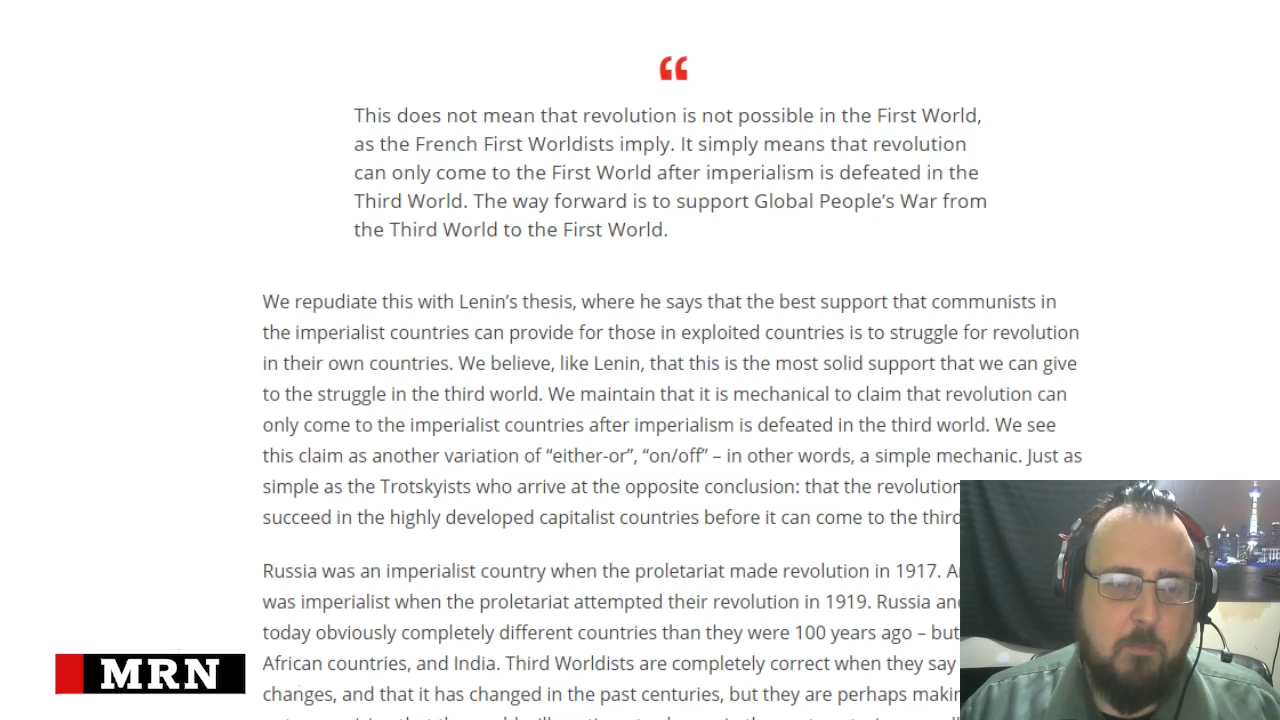 “
This does not mean that revolution is not possible in the First World,
as the French First Worldists imply. It simply means that revolution
can only come to the First World after imperialism is defeated in the
Third World. The way forward is to support Global People’s War from
the Third World to the First World.
We repudiate this with Lenin’s thesis, where he says that the best support that communists in
the imperialist countries can provide for those in exploited countries is to struggle for revolution
in their own countries. We believe, like Lenin, that this is the most solid support that we can give
to the struggle in the third world. We maintain that it is mechanical to claim that revolution can
only come to the imperialist countries after imperialism is defeated in the third world. We see
this claim as another variation of “either-or”, “on/off” – in other words, a simple mechanic. Just as
simple as the Trotskyists who arrive at the opposite conclusion: that the revolution
succeed in the highly developed capitalist countries before it can come to the third
Russia was an imperialist country when the proletariat made revolution in 1917.
was imperialist when the proletariat attempted their revolution in 1919. Russia
today obviously completely different countries than they were 100 years ago – but
African countries, and India. Third Worldists are completely correct when they say
changes, and that it has changed in the past centuries, but they are perhaps
MRN